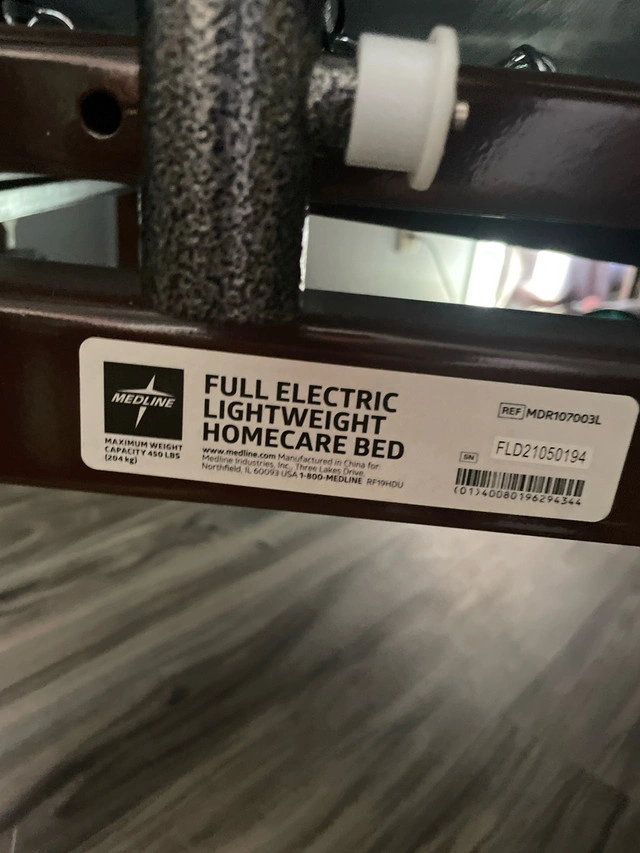 MEDLINE
MAXIMUM WEIGHT
CAPACITY 450 LBS
(204 kg)
FULL ELECTRIC
LIGHTWEIGHT
HOMECARE BED
www.medline.com Manufactured in China for:
Medline Industries, Inc., Three Lakes Drive,
Northfield, IL 60093 USA 1-800-MEDLINE RF19HDU
REF MDR107003L
SN FLD21050194
(01)40080196294344